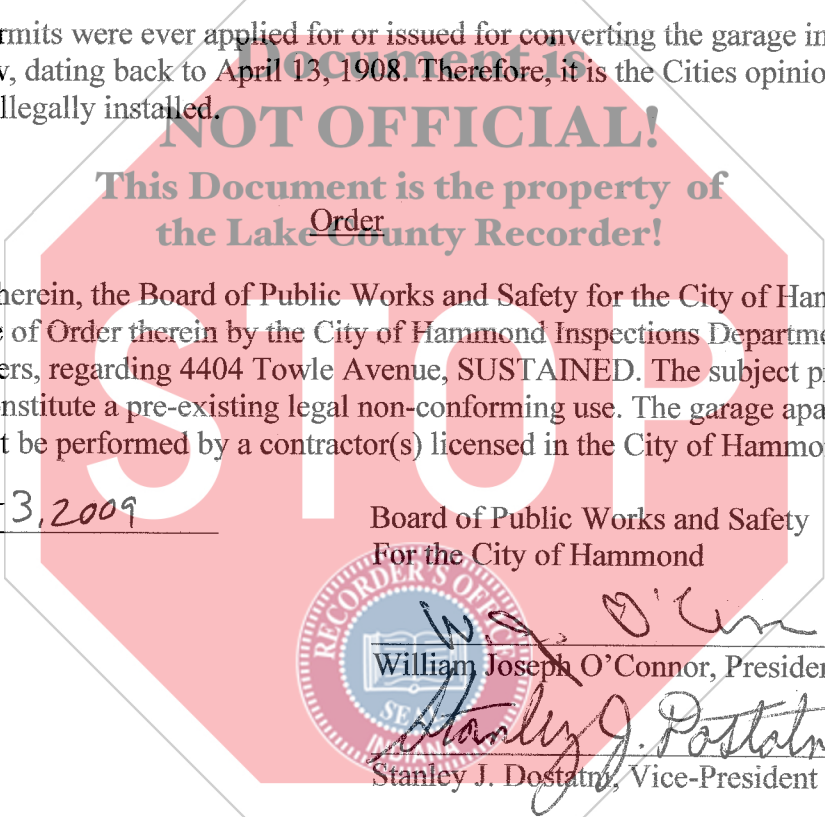 rmits were ever applied for or issued for converting the garage in
Document is
, dating back to April 13, 1908. Therefore, it is the Cities opinio
llegally installed.
NOT OFFICIAL!
This Document is the property of
Order
the Lake County Recorder!
herein, the Board of Public Works and Safety for the City of Ham
of Order therein by the City of Hammond Inspections Departme
ers, regarding 4404 Towle Avenue, SUSTAINED. The subject p
nstitute a pre-existing legal non-conforming use. The garage apa
t be performed by a contractor(s) licensed in the City of Hammo
STOP
3, 2009
Board of Public Works and Safety
For the City of Hammond
RECORDER'S OFFICE
W. J. O'Connor
William Joseph O'Connor, Presiden
SEAL
Stanley J. Dostatni
INDIANA
Stanley J. Dostatni, Vice-President